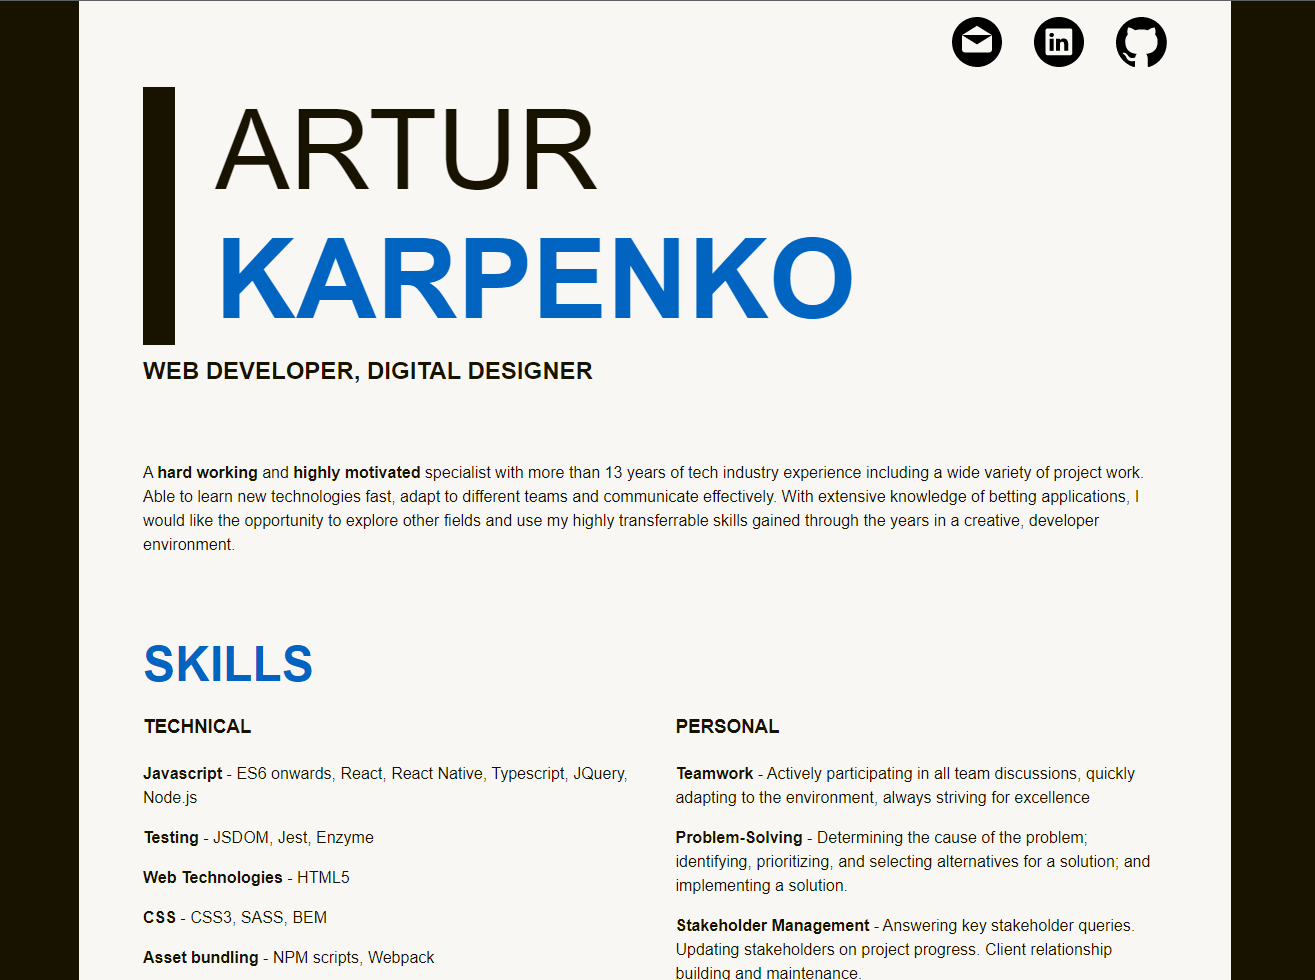 in
ARTUR
KARPENKO
WEB DEVELOPER, DIGITAL DESIGNER
A hard working and highly motivated specialist with more than 13 years of tech industry experience including a wide variety of project work.
Able to learn new technologies fast, adapt to different teams and communicate effectively. With extensive knowledge of betting applications, I
would like the opportunity to explore other fields and use my highly transferrable skills gained through the years in a creative, developer
environment.
SKILLS
TECHNICAL
Javascript - ES6 onwards, React, React Native, Typescript, JQuery,
Node.js
Testing - JSDOM, Jest, Enzyme
Web Technologies - HTML5
CSS - CSS3, SASS, BEM
Asset bundling - NPM scripts, Webpack
PERSONAL
Teamwork - Actively participating in all team discussions, quickly
adapting to the environment, always striving for excellence
Problem-Solving - Determining the cause of the problem;
identifying, prioritizing, and selecting alternatives for a solution; and
implementing a solution.
Stakeholder Management - Answering key stakeholder queries.
Updating stakeholders on project progress. Client relationship
building and maintenance.